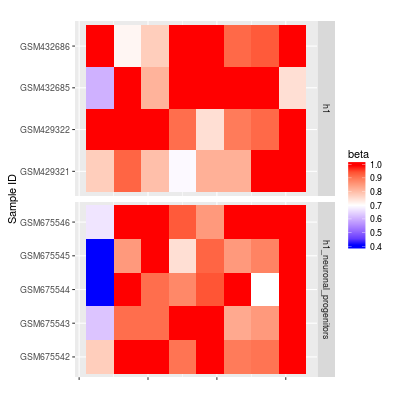 Sample ID
GSM432686
GSM432685
GSM429322
GSM429321
h1
GSM675546
GSM675545
GSM675544
GSM675543
GSM675542
h1_neuronal_progenitors
beta
1.0
0.9
0.8
0.7
0.6
0.5
0.4